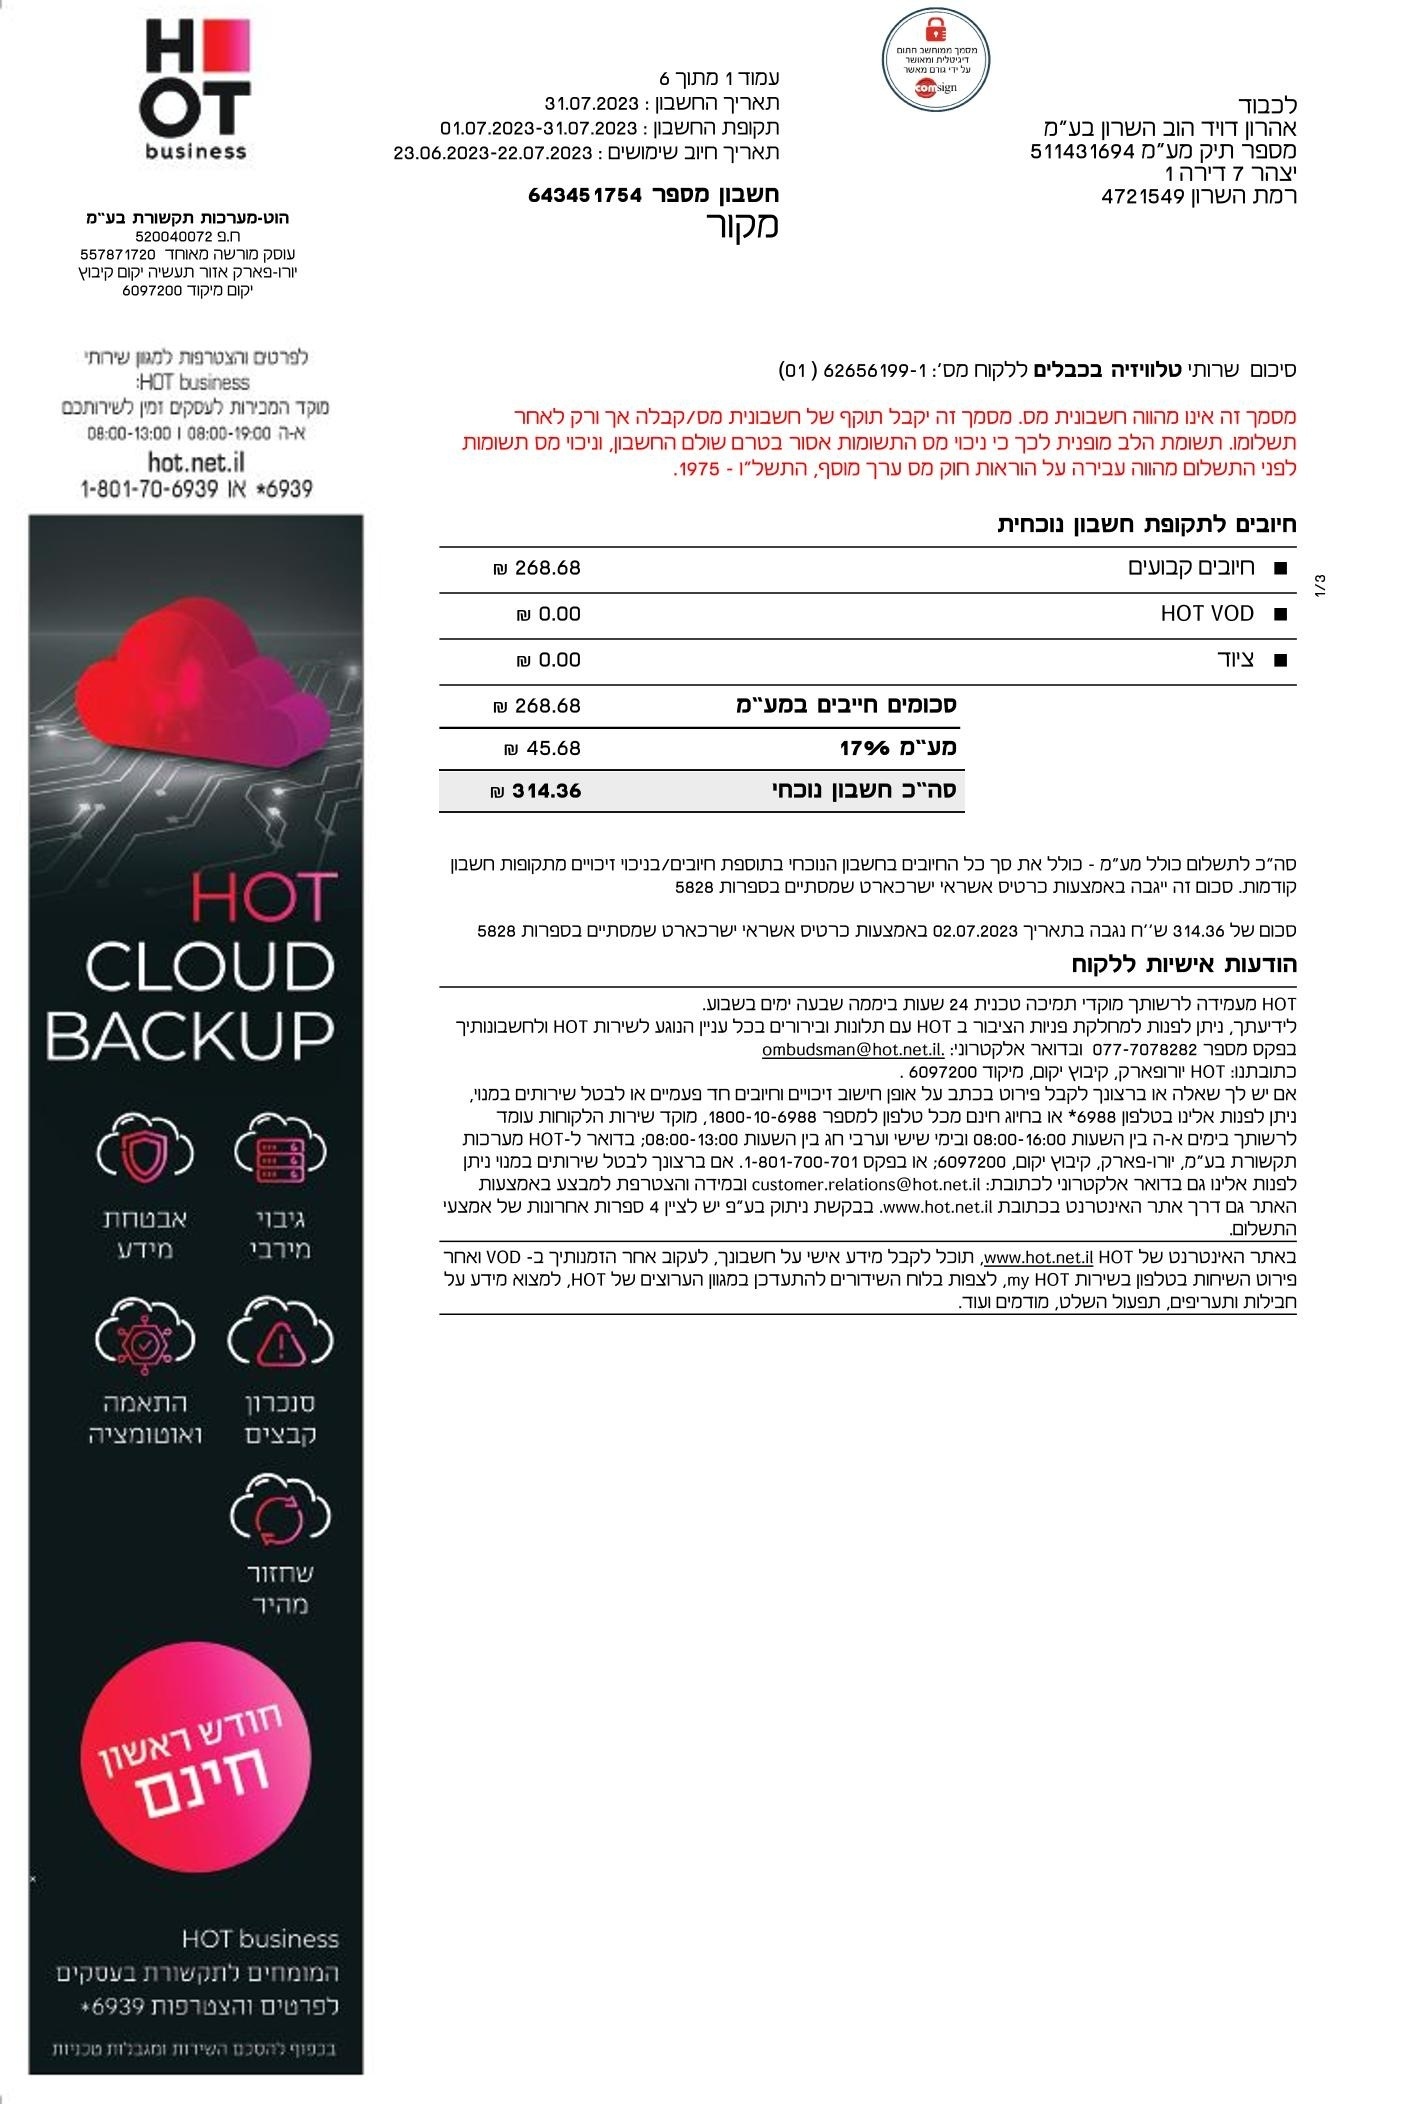 H
OT
business
הוט-מערכות תקשורת בע"מ
ח.פ 520040072
עוסק מורשה מאוחד 557871720
יורו-פארק אזור תעשיה יקום קיבוץ
יקום מיקוד 6097200
לפרטים והצטרפות למגוון שירותי
HOT business:
מוקד המכירות לעסקים זמין לשירותכם
א-ה 08:00-19:00 ו 08:00-13:00
hot.net.il
6939* או 1-801-70-6939
עמוד 1 מתוך 6
תאריך החשבון : 31.07.2023
תקופת החשבון : 01.07.2023-31.07.2023
תאריך חיוב שימושים : 23.06.2023-22.07.2023
חשבון מספר 643451754
מקור
מסמך ממוחשב חתום
דיגיטלית ומאושר
על ידי גורם מאשר
comsign
לכבוד
אהרון דויד הוב השרון בע"מ
מספר תיק מע"מ 511431694
יצהר 7 דירה 1
רמת השרון 4721549
סיכום שרותי טלוויזיה בכבלים ללקוח מס': 62656199-1 (01)
מסמך זה אינו מהווה חשבונית מס. מסמך זה יקבל תוקף של חשבונית מס/קבלה אך ורק לאחר
תשלומו. תשומת הלב מופנית לכך כי ניכוי מס התשומות אסור בטרם שולם החשבון, וניכוי מס תשומות
לפני התשלום מהווה עבירה על הוראות חוק מס ערך מוסף, התשל"ו - 1975.
חיובים לתקופת חשבון נוכחית
■ חיובים קבועים 268.68 ₪
■ HOT VOD 0.00 ₪
■ ציוד 0.00 ₪
סכומים חייבים במע"מ 268.68 ₪
מע"מ 17% 45.68 ₪
סה"כ חשבון נוכחי 314.36 ₪
1/3
סה"כ לתשלום כולל מע"מ - כולל את סך כל החיובים בחשבון הנוכחי בתוספת חיובים/בניכוי זיכויים מתקופות חשבון
קודמות. סכום זה ייגבה באמצעות כרטיס אשראי ישרכארט שמסתיים בספרות 5828
סכום של 314.36 ש''ח נגבה בתאריך 02.07.2023 באמצעות כרטיס אשראי ישרכארט שמסתיים בספרות 5828
הודעות אישיות ללקוח
HOT מעמידה לרשותך מוקדי תמיכה טכנית 24 שעות ביממה שבעה ימים בשבוע.
לידיעתך, ניתן לפנות למחלקת פניות הציבור ב HOT עם תלונות ובירורים בכל עניין הנוגע לשירות HOT ולחשבונותיך
בפקס מספר 077-7078282 ובדואר אלקטרוני: ombudsman@hot.net.il.
כתובתנו: HOT יורופארק, קיבוץ יקום, מיקוד 6097200 .
אם יש לך שאלה או ברצונך לקבל פירוט בכתב על אופן חישוב זיכויים וחיובים חד פעמיים או לבטל שירותים במנוי,
ניתן לפנות אלינו בטלפון 6988* או בחיוג חינם מכל טלפון למספר 1800-10-6988, מוקד שירות הלקוחות עומד
לרשותך בימים א-ה בין השעות 08:00-16:00 ובימי שישי וערבי חג בין השעות 08:00-13:00; בדואר ל-HOT מערכות
תקשורת בע"מ, יורו-פארק, קיבוץ יקום, 6097200; או בפקס 1-801-700-701. אם ברצונך לבטל שירותים במנוי ניתן
לפנות אלינו גם בדואר אלקטרוני לכתובת: customer.relations@hot.net.il ובמידה והצטרפת למבצע באמצעות
האתר גם דרך אתר האינטרנט בכתובת www.hot.net.il. בבקשת ניתוק בע"פ יש לציין 4 ספרות אחרונות של אמצעי
התשלום.
באתר האינטרנט של HOT www.hot.net.il, תוכל לקבל מידע אישי על חשבונך, לעקוב אחר הזמנותיך ב- VOD ואחר
פירוט השיחות בטלפון בשירות my HOT, לצפות בלוח השידורים להתעדכן במגוון הערוצים של HOT, למצוא מידע על
חבילות ותעריפים, תפעול השלט, מודמים ועוד.
HOT
CLOUD
BACKUP
גיבוי
מירבי
אבטחת
מידע
סנכרון
קבצים
התאמה
ואוטומציה
שחזור
מהיר
חודש ראשון
חינם
HOT business
המומחים לתקשורת בעסקים
לפרטים והצטרפות 6939*
בכפוף להסכם השירות ומגבלות טכניות